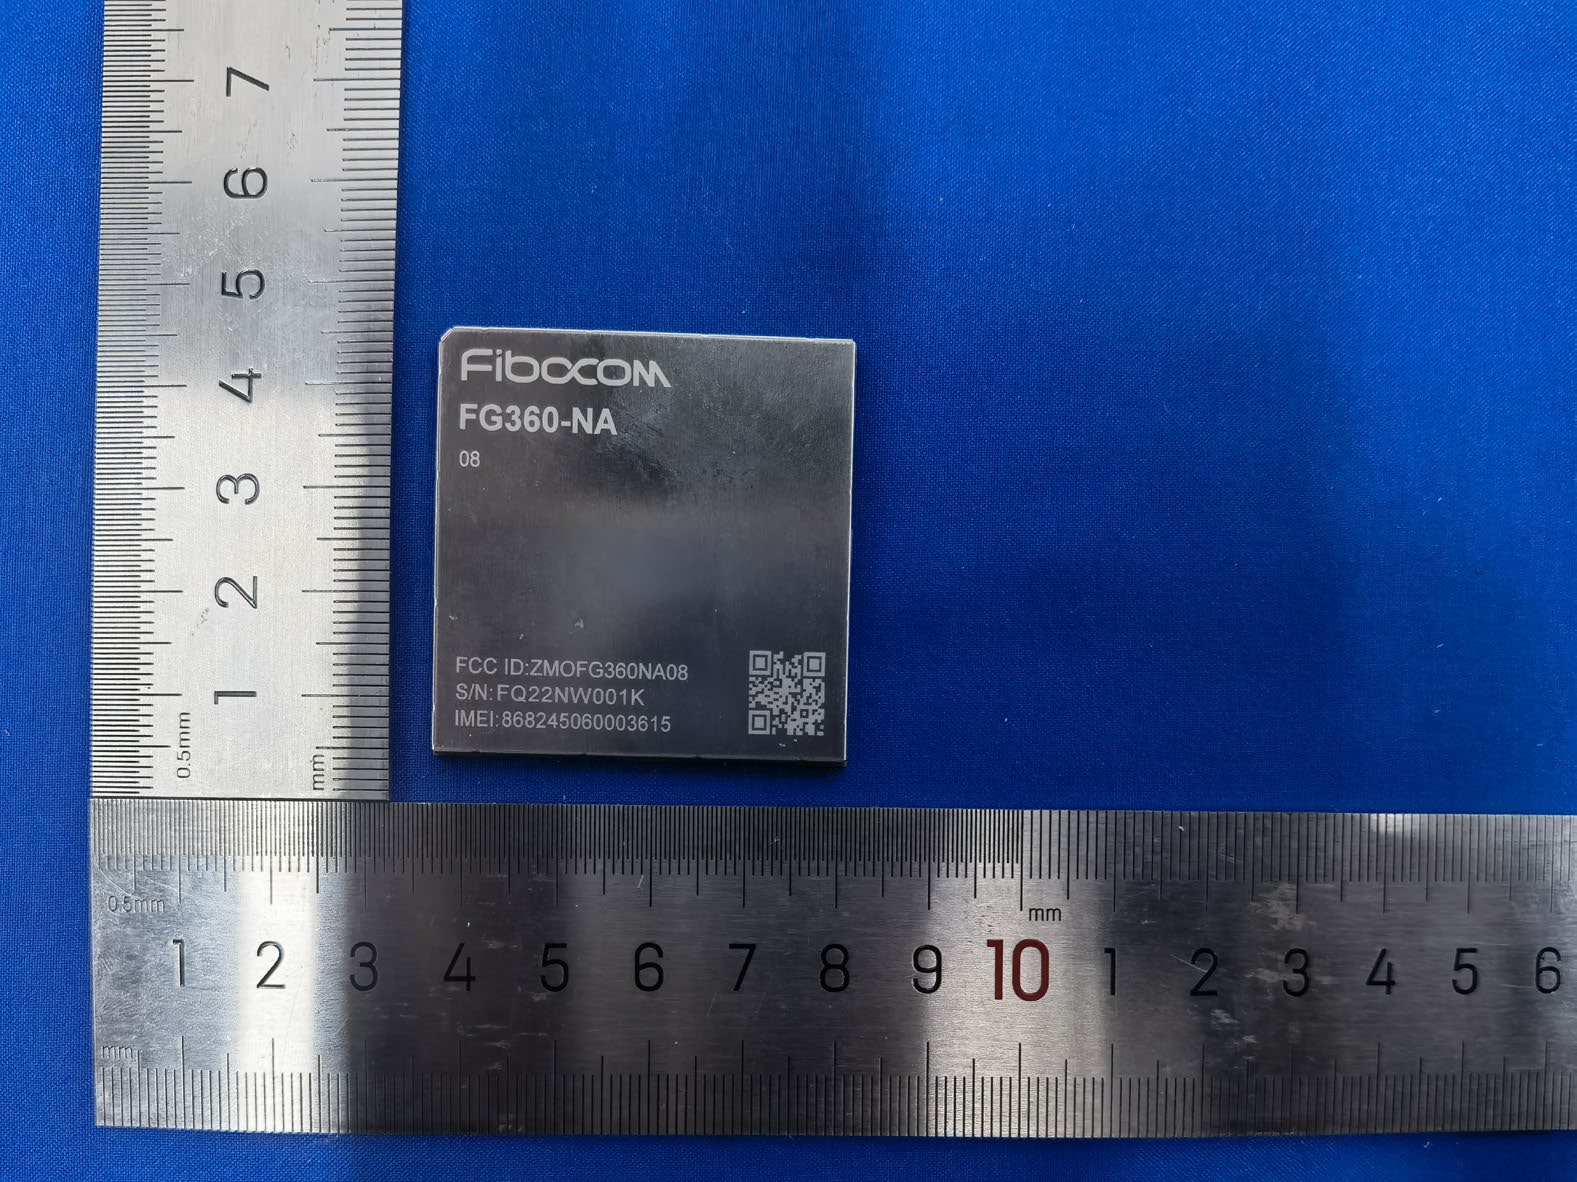 7
6
5
4
3
2
1
0.5mm
mm
Fibocom
FG360-NA
08
FCC ID:ZMOFG360NA08
S/N:FQ22NW001K
IMEI:868245060003615
0.5mm
mm
1 2 3 4 5 6 7 8 9 10 1 2 3 4 5 6
mm